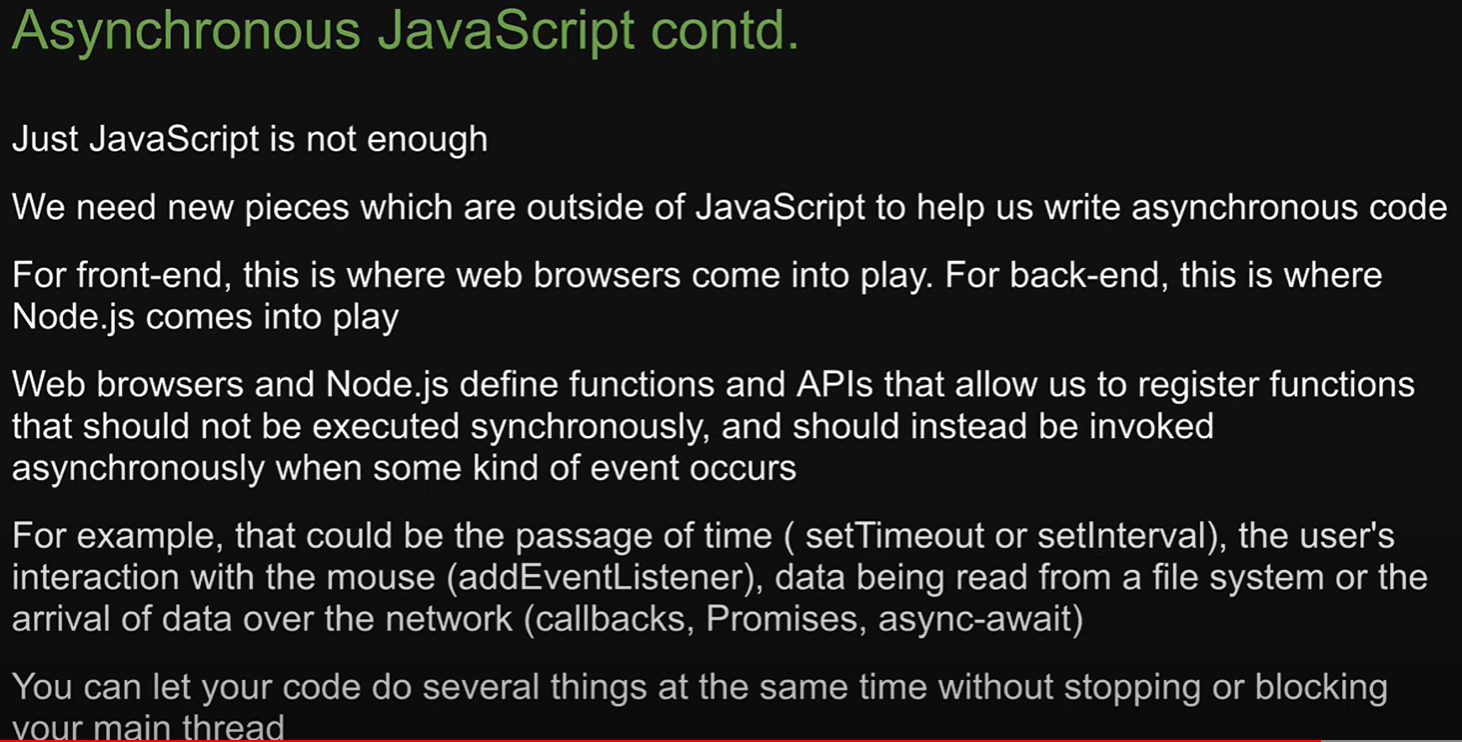 Asynchronous JavaScript contd.
Just JavaScript is not enough
We need new pieces which are outside of JavaScript to help us write asynchronous code
For front-end, this is where web browsers come into play. For back-end, this is where
Node.js comes into play
Web browsers and Node.js define functions and APIs that allow us to register functions
that should not be executed synchronously, and should instead be invoked
asynchronously when some kind of event occurs
For example, that could be the passage of time ( setTimeout or setInterval), the user's
interaction with the mouse (addEventListener), data being read from a file system or the
arrival of data over the network (callbacks, Promises, async-await)
You can let your code do several things at the same time without stopping or blocking
your main thread